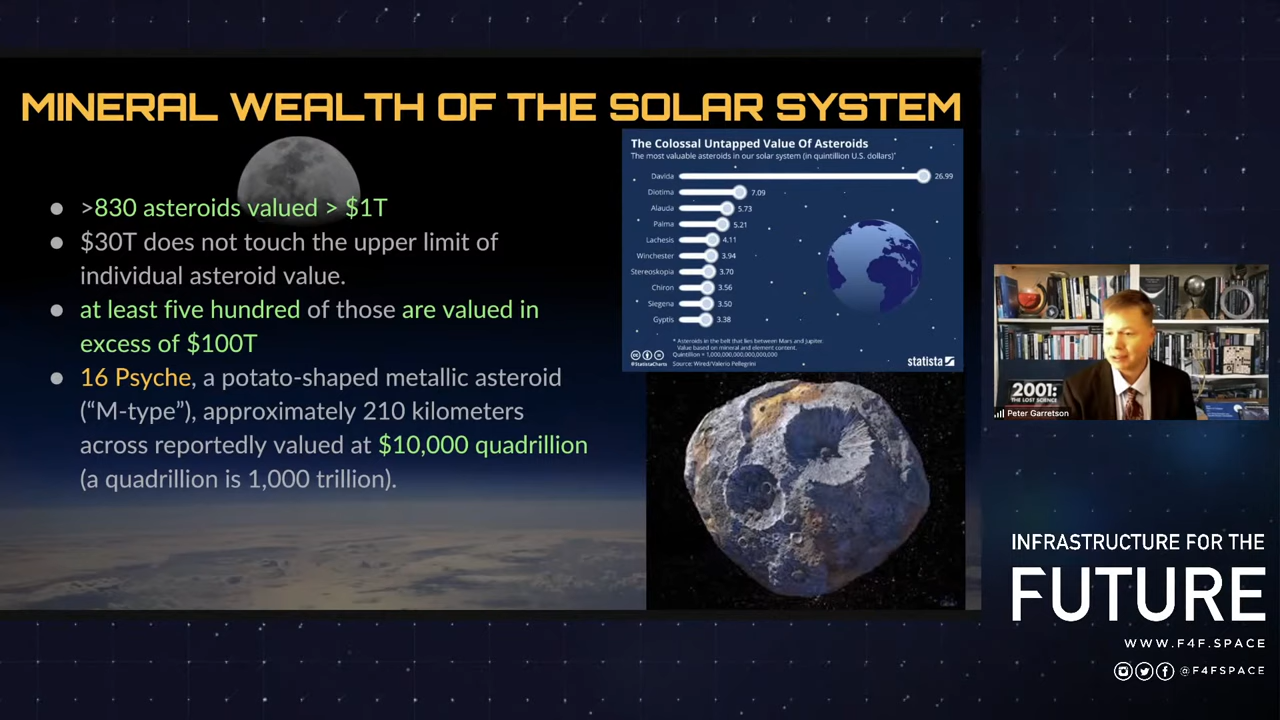 MINERAL WEALTH OF THE SOLAR SYSTEM
>830 asteroids valued > $1T
$30T does not touch the upper limit of
individual asteroid value.
at least five hundred of those are valued in
excess of $100T
16 Psyche, a potato-shaped metallic asteroid
(“M-type”), approximately 210 kilometers
across reportedly valued at $10,000 quadrillion
(a quadrillion is 1,000 trillion).
The Colossal Untapped Value Of Asteroids
The most valuable asteroids in our solar system (in quintillion U.S. dollars)*
Davida 26.99
Diotima 7.09
Alauda 5.73
Palma 5.21
Lachesis 4.11
Winchester 3.94
Stereoskopia 3.70
Chiron 3.56
Siegena 3.50
Gyptis 3.38
* Asteroids in the belt that lies between Mars and Jupiter.
Value based on mineral and element content.
Quintillion = 1,000,000,000,000,000,000
@StatistaCharts Source: Wired/Valerio Pellegrini
statista
2001:
THE LOST SCIENCE
Peter Garretson
INFRASTRUCTURE FOR THE
FUTURE
WWW.F4F.SPACE
@F4FSPACE